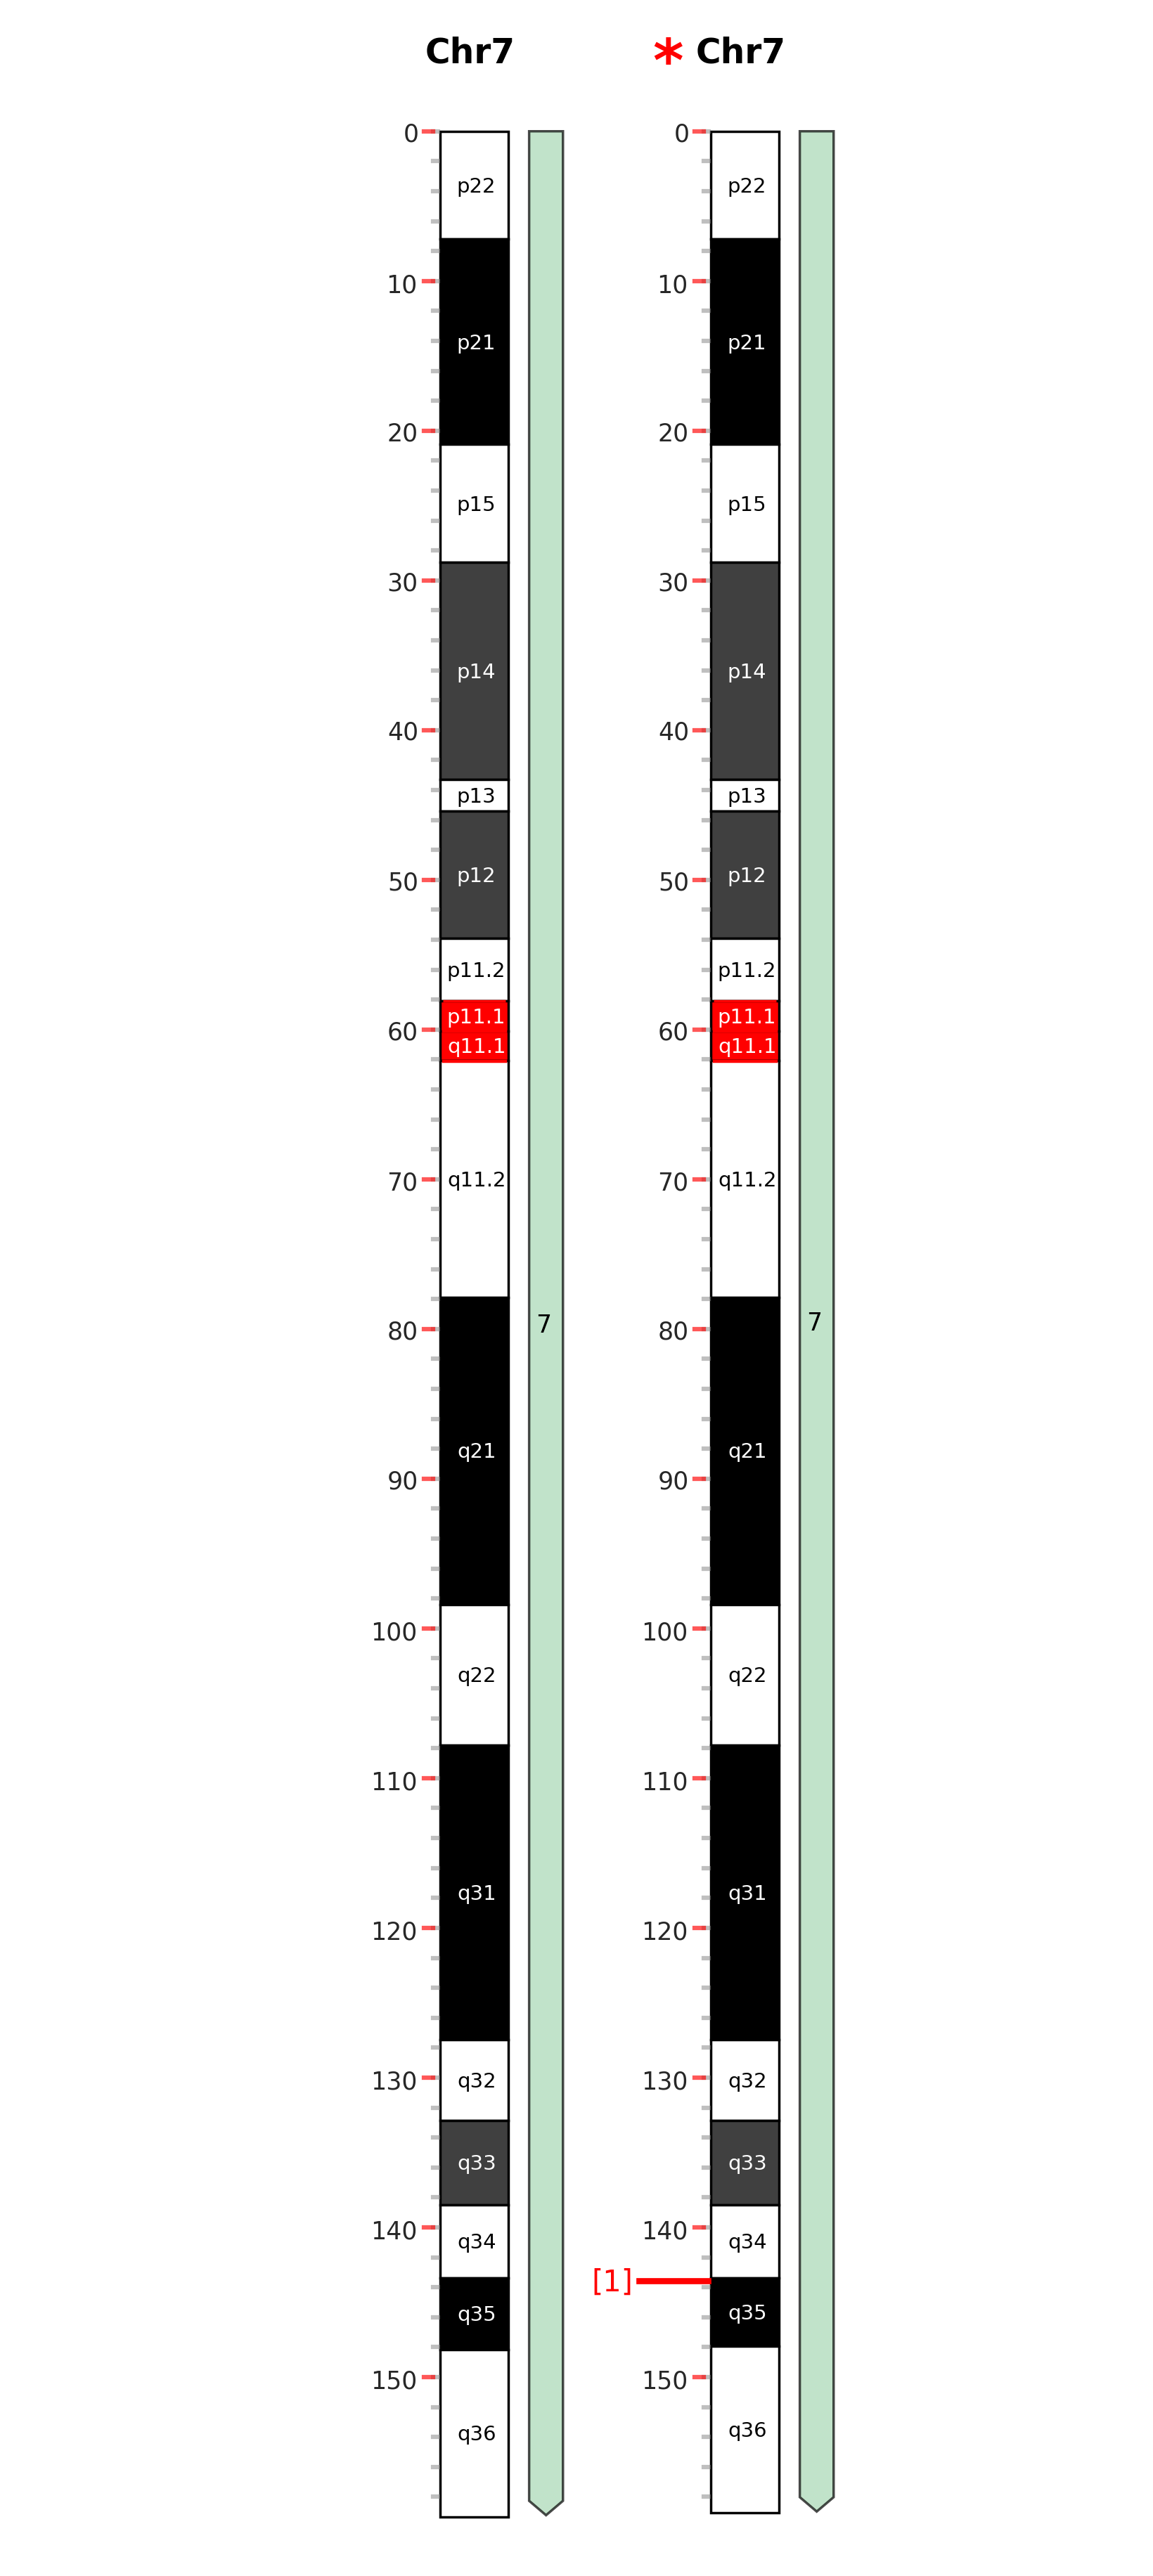 Chr7
* Chr7
0 p22 0 p22
10 p21 10 p21
20 20
p15 p15
30 30
p14 p14
40 40
p13 p13
50 p12 50 p12
p11.2 p11.2
p11.1 p11.1
60 q11.1 60 q11.1
70 q11.2 70 q11.2
80 7 80 7
q21 q21
90 90
100 100
q22 q22
110 110
q31 q31
120 120
130 q32 130 q32
q33 q33
140 q34 140 q34
[1]
q35 q35
150 150
q36 q36